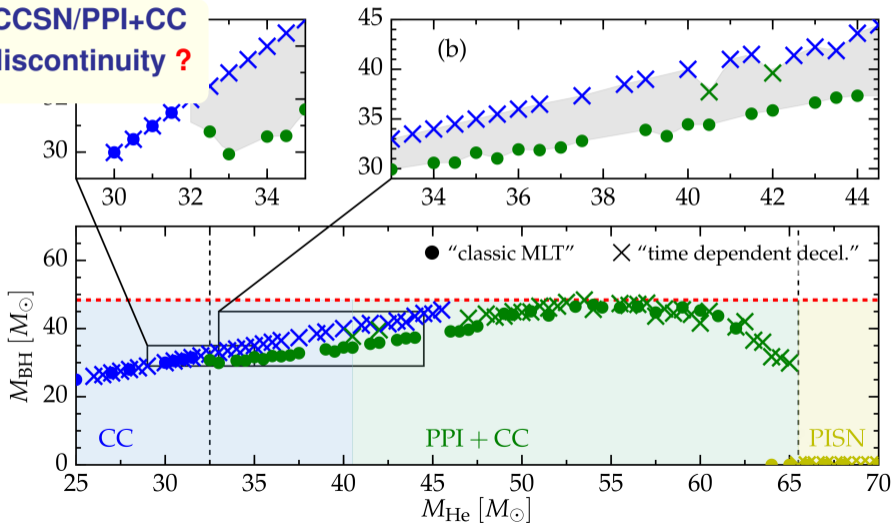 CCSN/PPI+CC
discontinuity ?
30
30
32
34
(b)
45
40
35
30
34
36
38
40
42
44
"classic MLT"
"time dependent decel."
60
40
20
0
M_BH [M_⊙]
CC
PPI + CC
PISN
25
30
35
40
45
50
55
60
65
70
M_He [M_⊙]